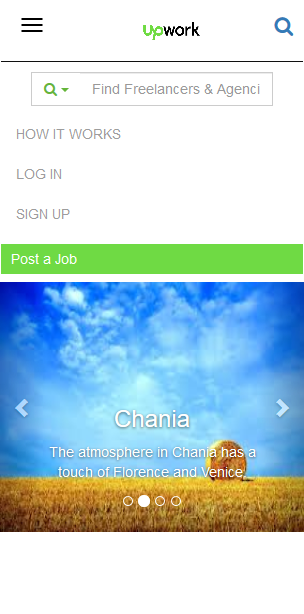 upwork
Find Freelancers & Agenci
HOW IT WORKS
LOG IN
SIGN UP
Post a Job
Chania
The atmosphere in Chania has a
touch of Florence and Venice.